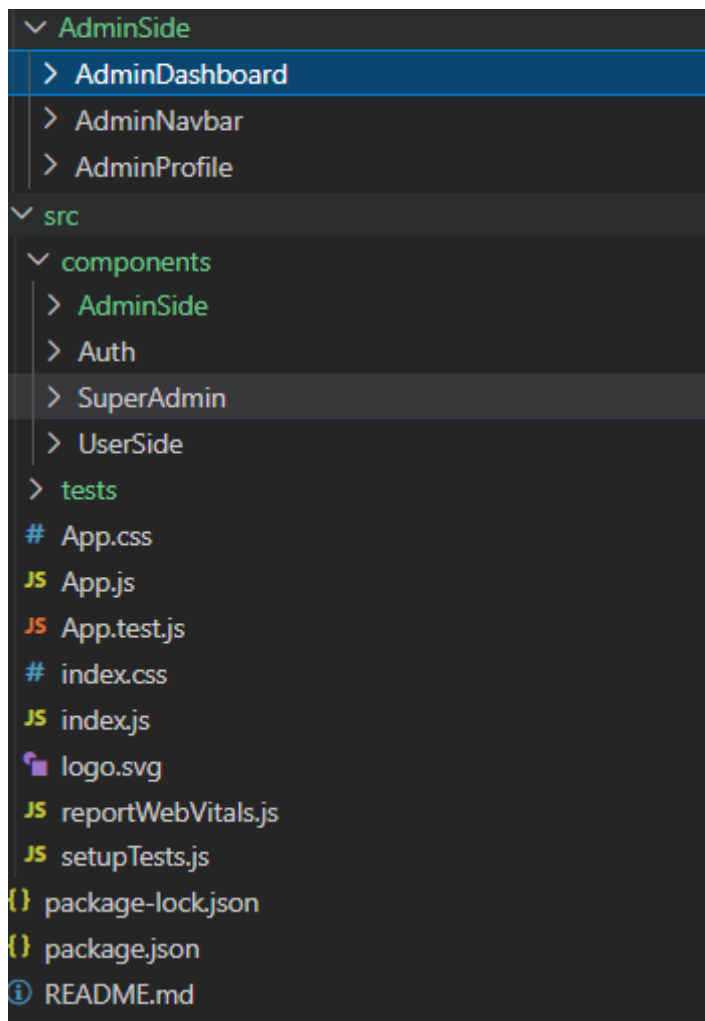 AdminSide
AdminDashboard
AdminNavbar
AdminProfile
src
components
AdminSide
Auth
SuperAdmin
UserSide
tests
# App.css
JS App.js
JS App.test.js
# index.css
JS index.js
logo.svg
JS reportWebVitals.js
JS setupTests.js
{} package-lock.json
{} package.json
README.md